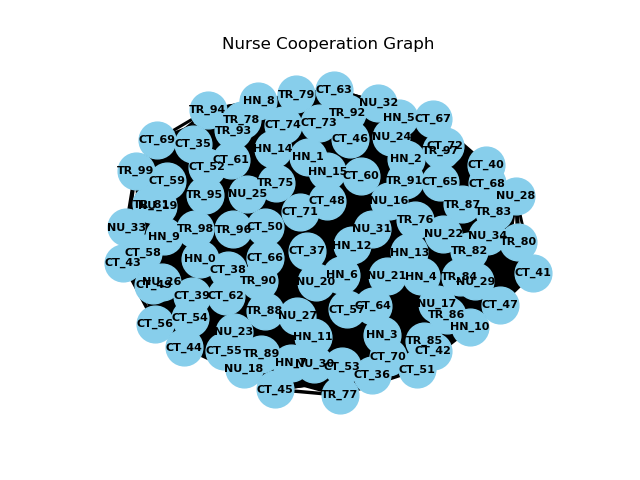 Nurse Cooperation Graph
CT_63
TR_79
HN_8
NU_32
TR_94
TR_92
HN_5
CT_67
TR_78
CT_73
CT_74
TR_93
NU_24
CT_46
CT_69
CT_35
CT_72
TR_97
HN_14
HN_1
HN_2
CT_61
CT_40
CT_52
TR_99
HN_15
CT_60
CT_59
TR_91
CT_65
TR_75
CT_68
TR_95
NU_25
NU_28
CT_48
NU_16
TR_81
NU_19
TR_87
CT_71
TR_83
TR_76
NU_33
CT_50
TR_98
TR_96
NU_31
NU_22
HN_9
NU_34
TR_80
HN_12
CT_37
TR_82
CT_58
HN_13
CT_66
HN_0
CT_43
CT_38
CT_41
HN_6
NU_21
HN_4
TR_84
NU_26
TR_90
NU_20
NU_29
CT_49
CT_39
CT_62
NU_17
CT_47
CT_64
CT_57
TR_88
TR_86
NU_27
CT_54
CT_56
HN_10
NU_23
HN_3
HN_11
TR_85
CT_44
CT_55
CT_42
TR_89
CT_70
HN_7
NU_30
CT_53
NU_18
CT_51
CT_36
CT_45
TR_77